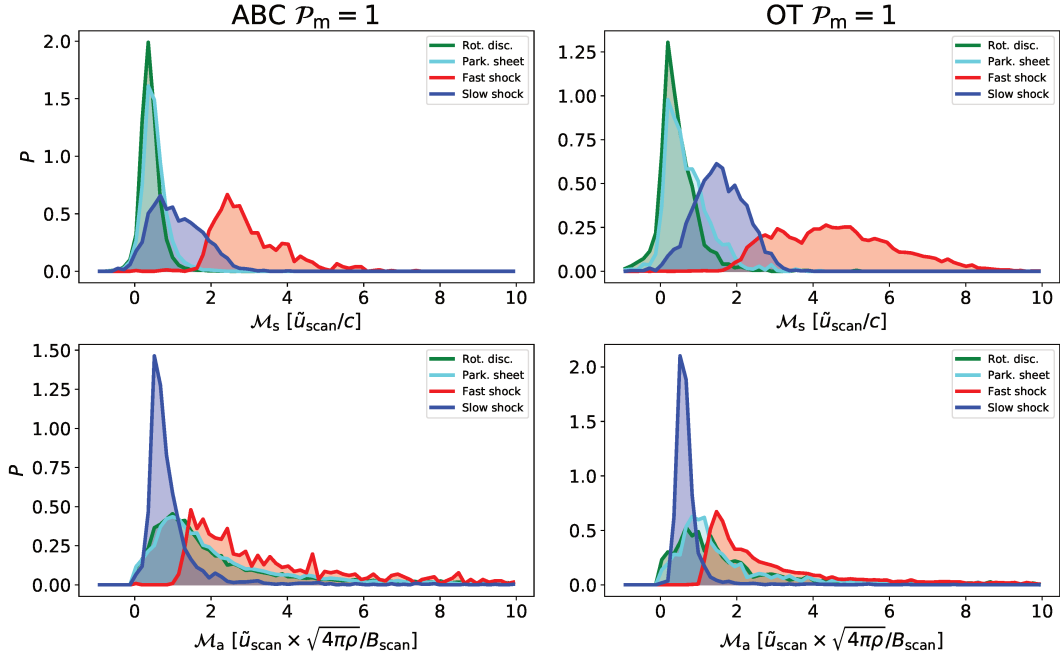 ABC 𝒫m = 1
OT 𝒫m = 1
P
2.0
1.5
1.0
0.5
0.0
Rot. disc.
Park. sheet
Fast shock
Slow shock
0 2 4 6 8 10
ℳs [ũscan/c]
1.25
1.00
0.75
0.50
0.25
0.00
Rot. disc.
Park. sheet
Fast shock
Slow shock
0 2 4 6 8 10
ℳs [ũscan/c]
P
1.50
1.25
1.00
0.75
0.50
0.25
0.00
Rot. disc.
Park. sheet
Fast shock
Slow shock
0 2 4 6 8 10
ℳa [ũscan × √4πρ/Bscan]
2.0
1.5
1.0
0.5
0.0
Rot. disc.
Park. sheet
Fast shock
Slow shock
0 2 4 6 8 10
ℳa [ũscan × √4πρ/Bscan]